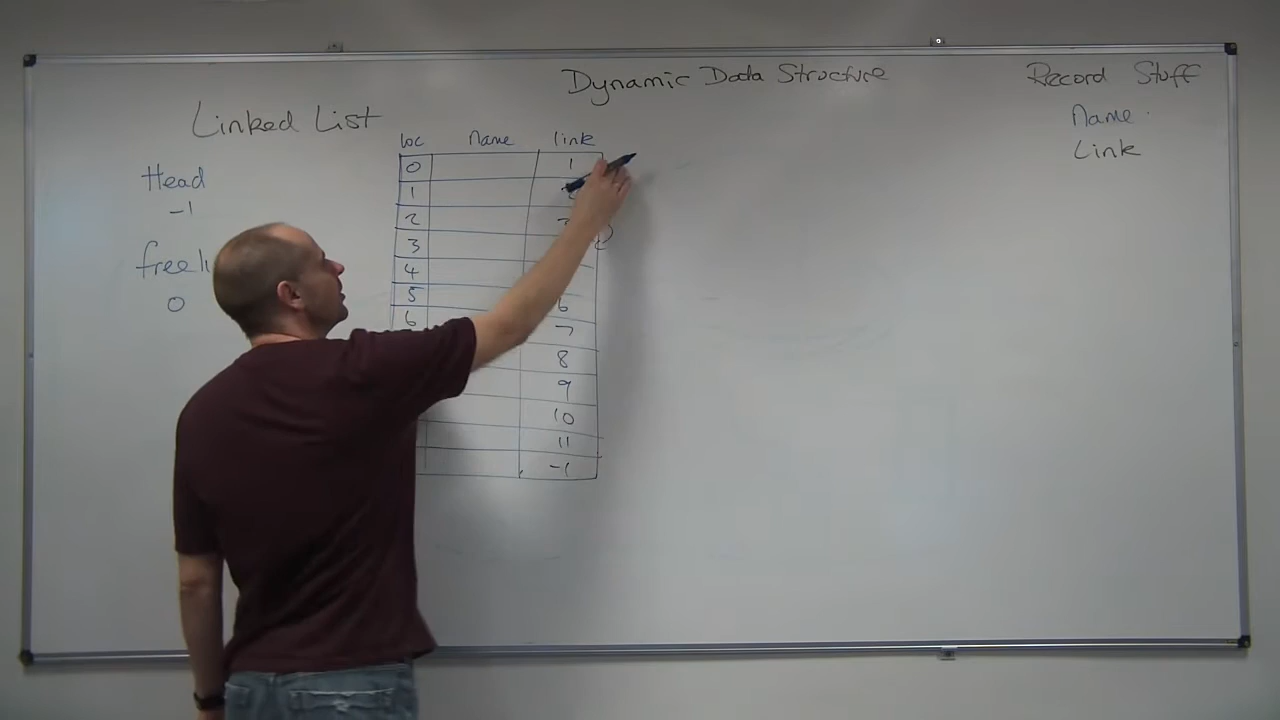 Dynamic Data Structure
Record Stuff
Name
Link
Linked List
Head
-1
free
0
Loc Name link
0 1
1 2
2
3
4
5 6
6 7
8
9
10
11
-1